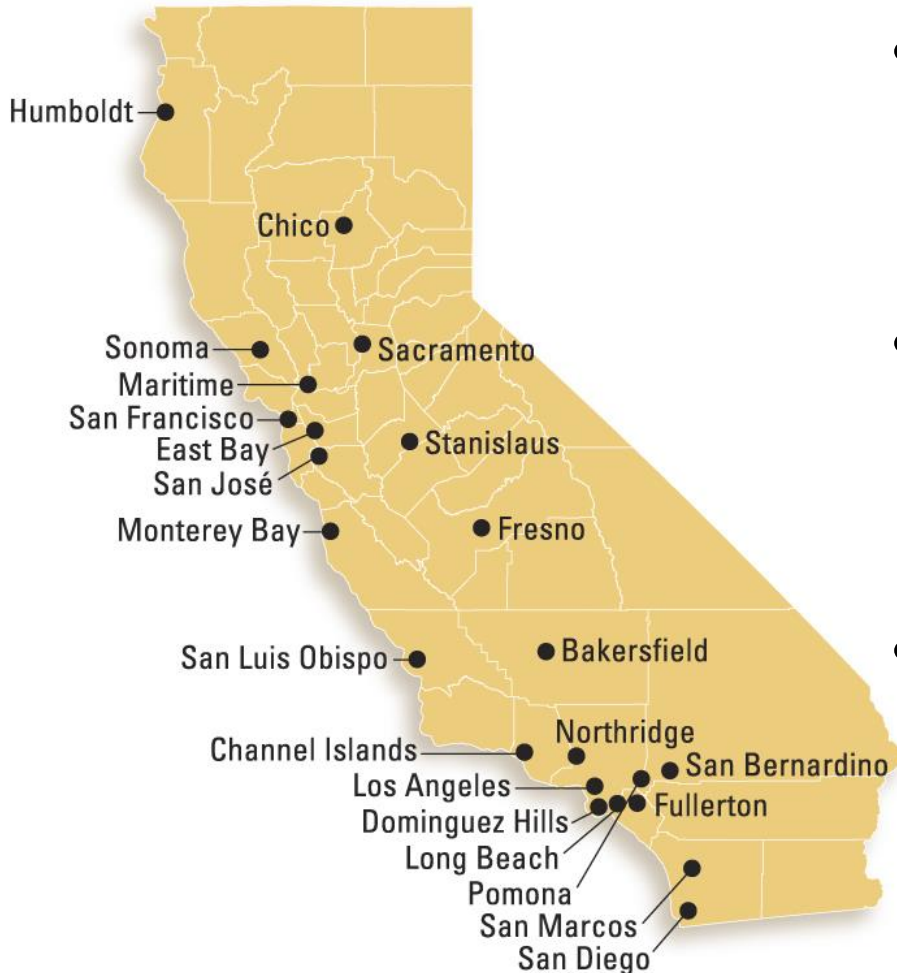 Humboldt
Chico
Sonoma
Sacramento
Maritime
San Francisco
East Bay
Stanislaus
San José
Monterey Bay
Fresno
San Luis Obispo
Bakersfield
Northridge
Channel Islands
San Bernardino
Los Angeles
Fullerton
Dominguez Hills
Long Beach
Pomona
San Marcos
San Diego